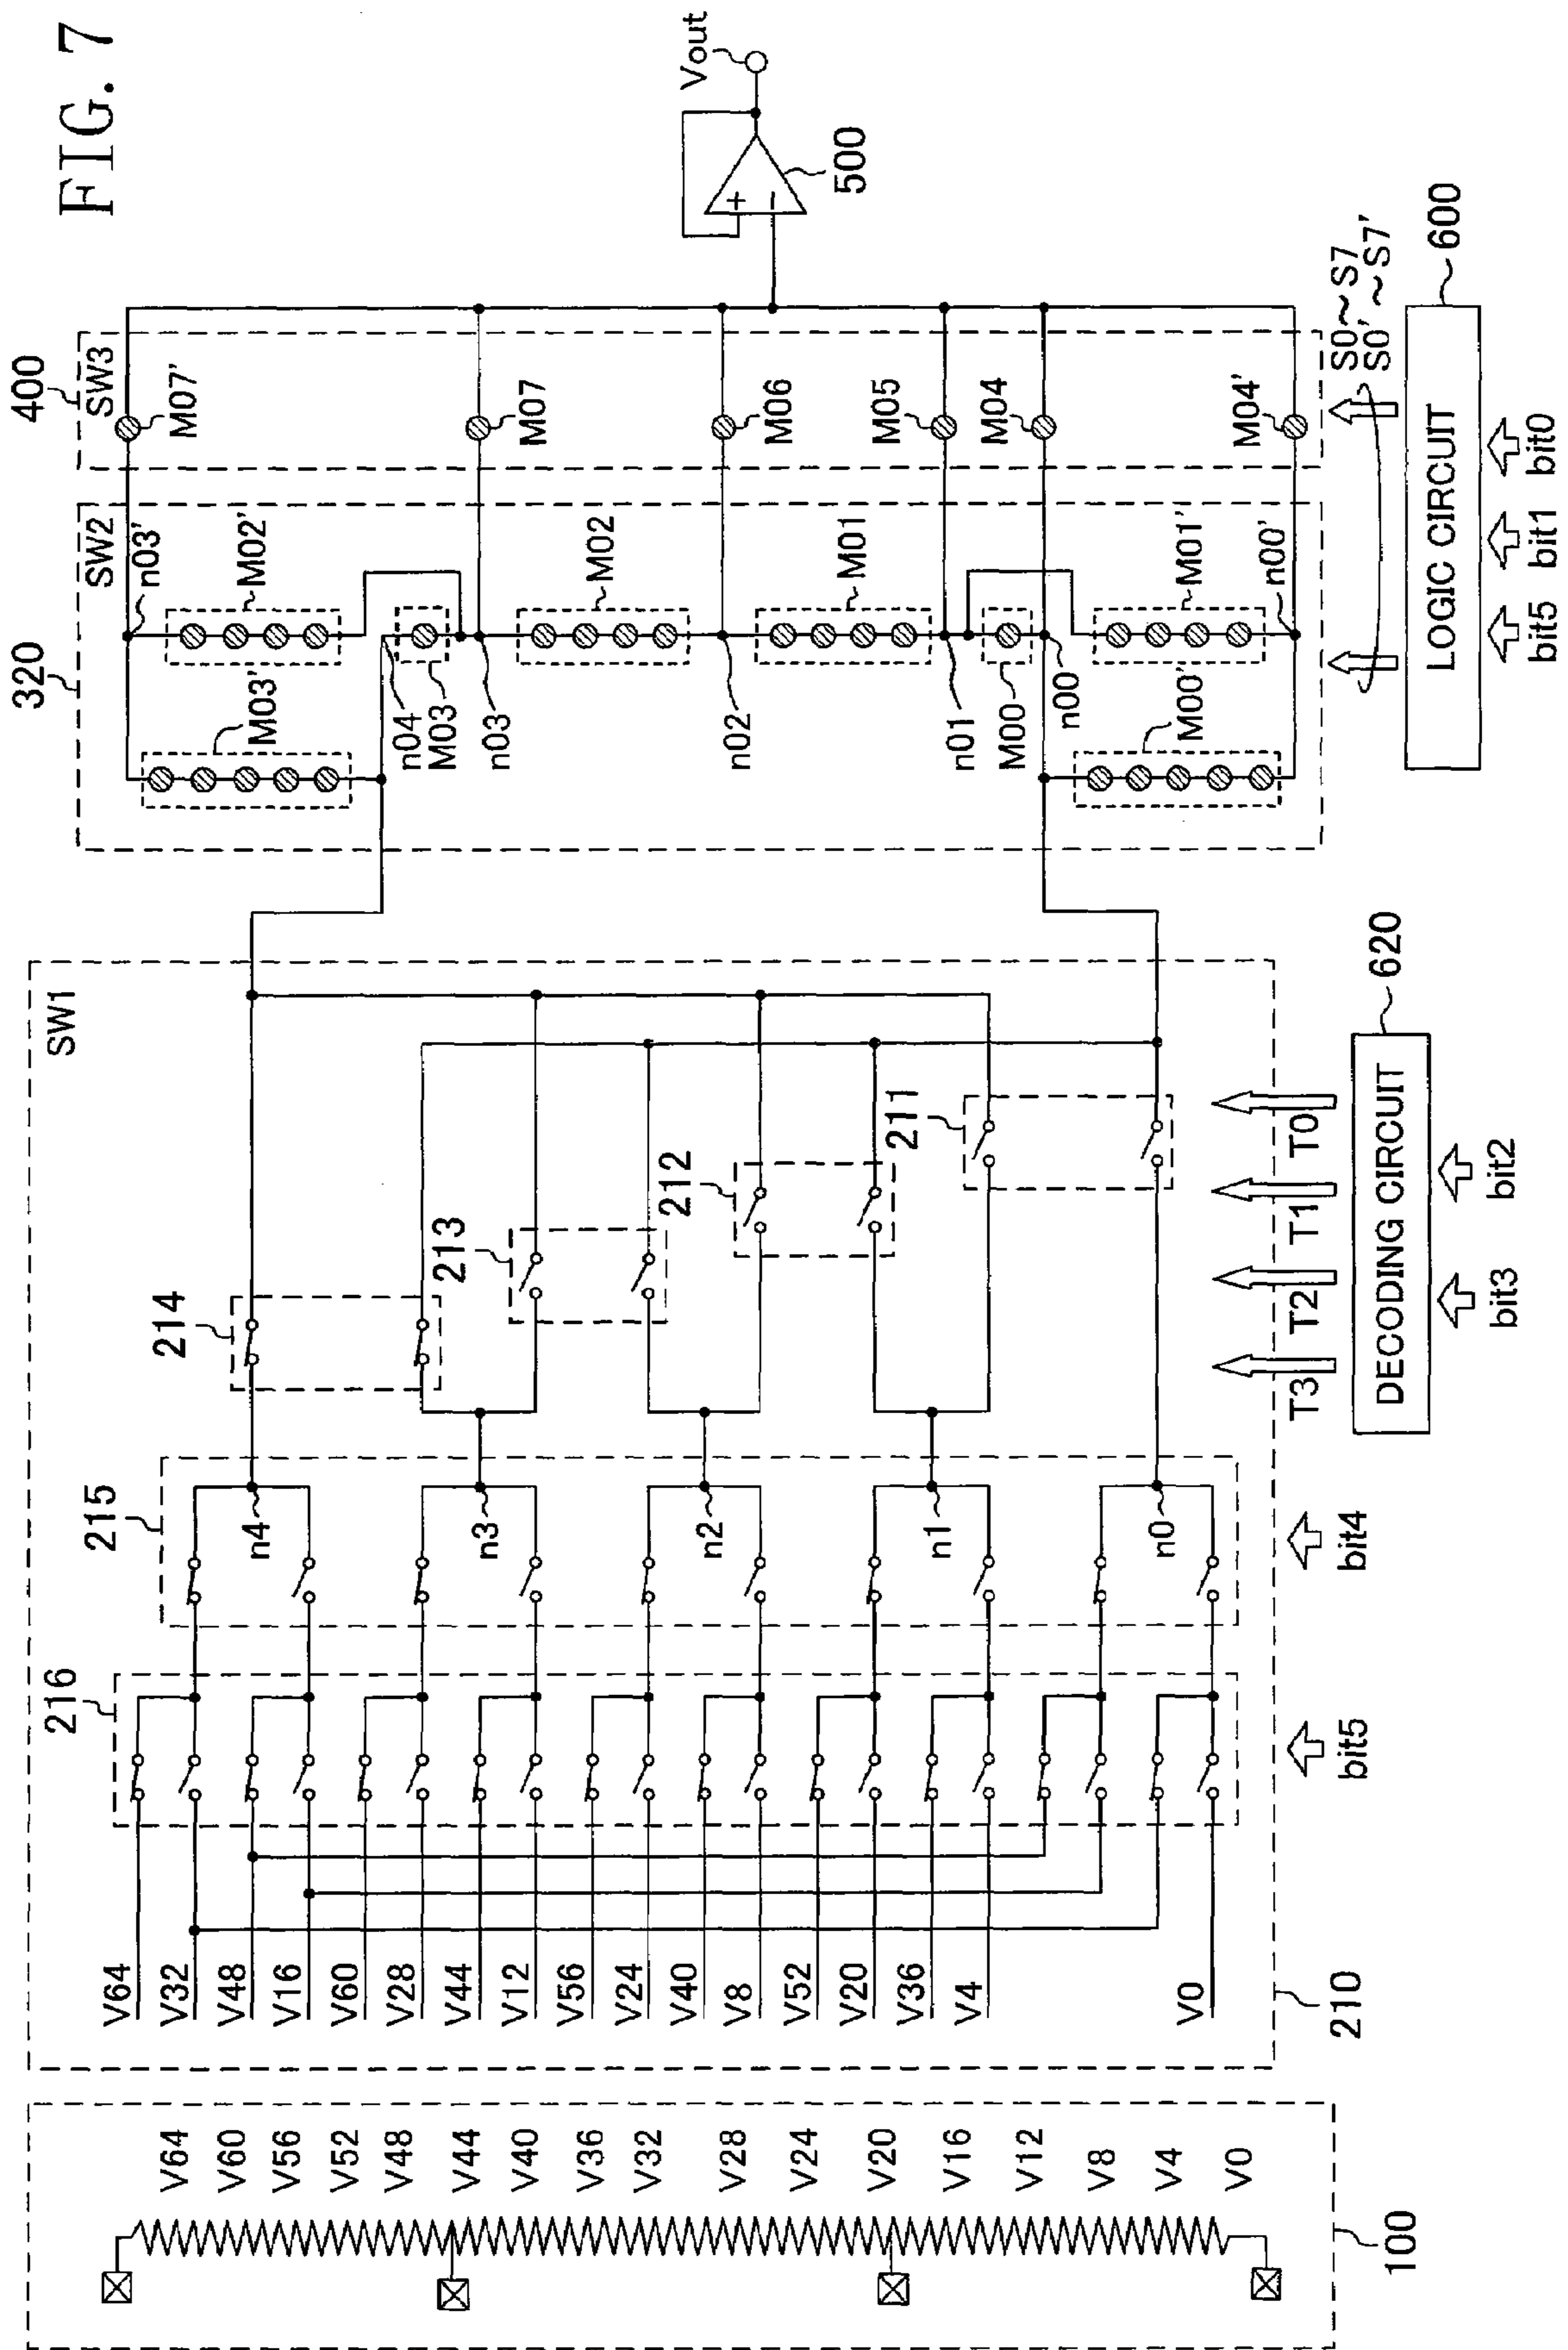 FIG. 7
100
V64
V60
V56
V52
V48
V44
V40
V36
V32
V28
V24
V20
V16
V12
V8
V4
V0
210
SW1
V64
V32
V48
V16
V60
V28
V44
V12
V56
V24
V40
V8
V52
V20
V36
V4
V0
216
215
n4
n3
n2
n1
n0
214
213
212
211
bit5
bit4
T3
T2
T1
T0
DECODING CIRCUIT
620
bit3
bit2
320
SW2
n03'
M03'
M02'
n04
M03
n03
M02
n02
M01
n01
M00
n00
M01'
M00'
n00'
400
SW3
M07'
M07
M06
M05
M04
M04'
S0~S7
S0'~S7'
LOGIC CIRCUIT
600
bit5
bit1
bit0
+
−
500
Vout